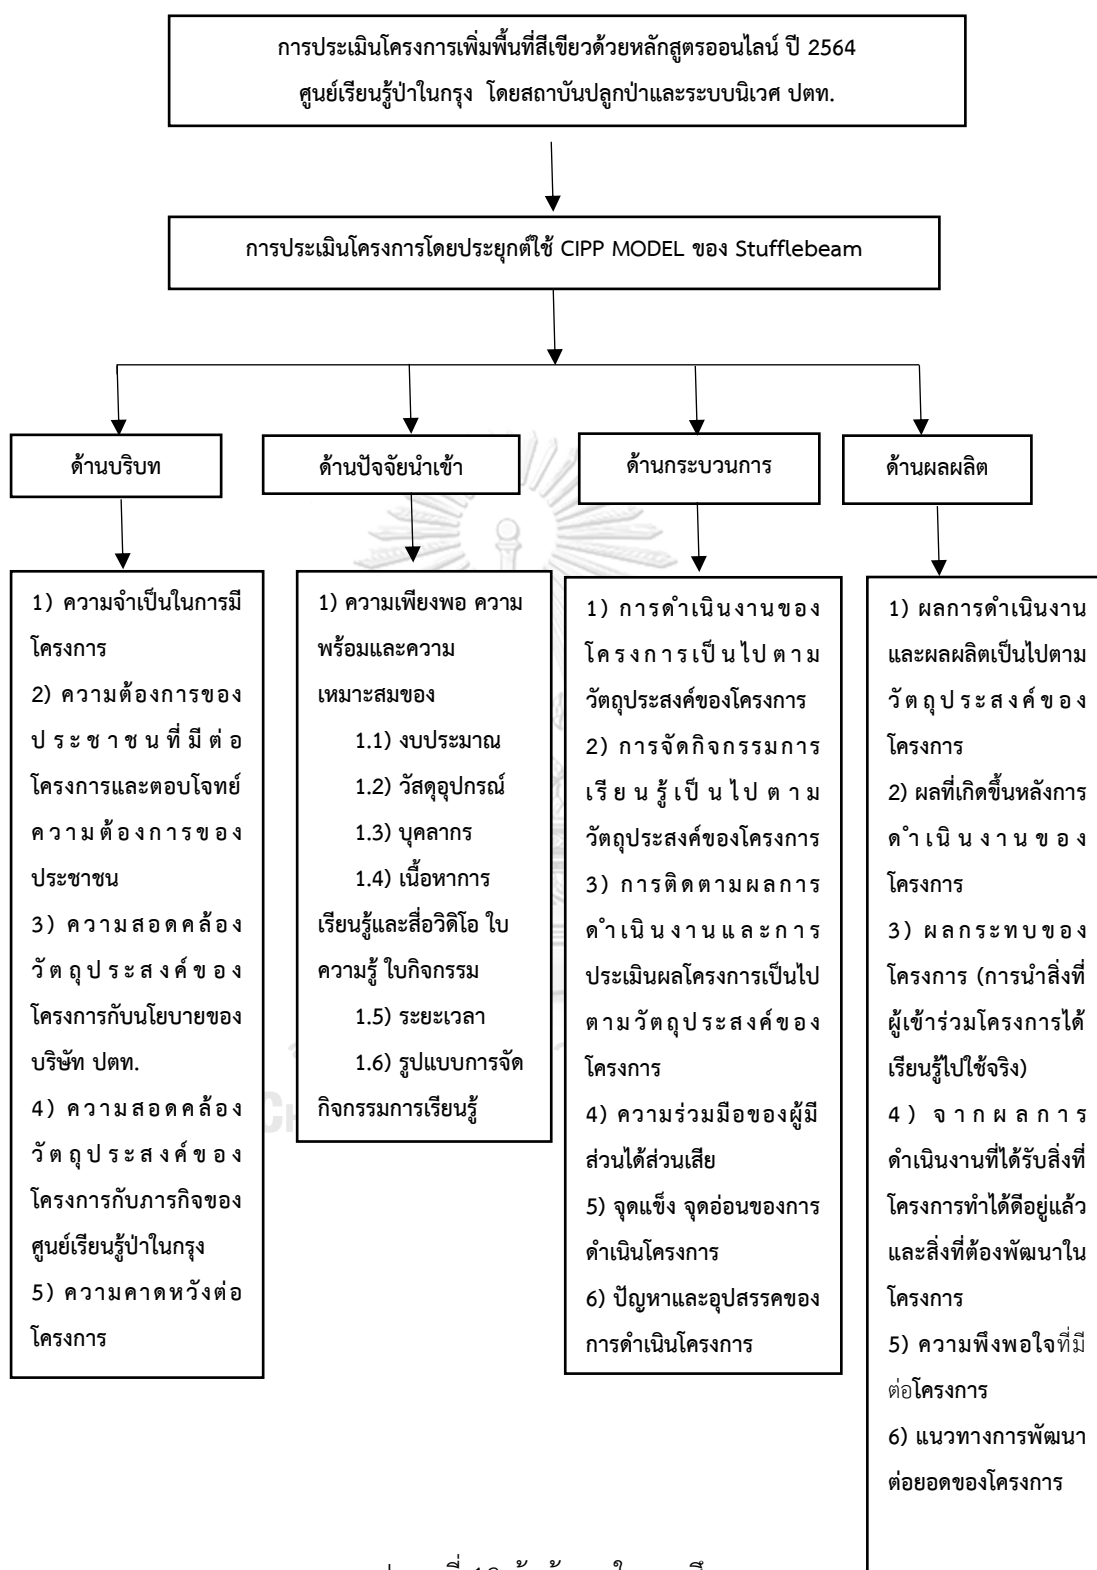 การประเมินโครงการเพิ่มพื้นที่สีเขียวด้วยหลักสูตรออนไลน์ ปี 2564
ศูนย์เรียนรู้ป่าในกรุง โดยสถาบันปลูกป่าและระบบนิเวศ ปตท.
การประเมินโครงการโดยประยุกต์ใช้ CIPP MODEL ของ Stufflebeam
ด้านบริบท
ด้านปัจจัยนำเข้า
ด้านกระบวนการ
ด้านผลผลิต
1) ความจำเป็นในการมี
โครงการ
2) ความต้องการของ
ประชาชนที่มีต่อ
โครงการและตอบโจทย์
ความต้องการของ
ประชาชน
3) ความสอดคล้อง
วัตถุประสงค์ของ
โครงการกับนโยบายของ
บริษัท ปตท.
4) ความสอดคล้อง
วัตถุประสงค์ของ
โครงการกับภารกิจของ
ศูนย์เรียนรู้ป่าในกรุง
5) ความคาดหวังต่อ
โครงการ
1) ความเพียงพอ ความ
พร้อมและความ
เหมาะสมของ
1.1) งบประมาณ
1.2) วัสดุอุปกรณ์
1.3) บุคลากร
1.4) เนื้อหาการ
เรียนรู้และสื่อวิดิโอ ใบ
ความรู้ ใบกิจกรรม
1.5) ระยะเวลา
1.6) รูปแบบการจัด
กิจกรรมการเรียนรู้
1) การดำเนินงานของ
โครงการเป็นไปตาม
วัตถุประสงค์ของโครงการ
2) การจัดกิจกรรมการ
เรียนรู้เป็นไปตาม
วัตถุประสงค์ของโครงการ
3) การติดตามผลการ
ดำเนินงานและการ
ประเมินผลโครงการเป็นไป
ตามวัตถุประสงค์ของ
โครงการ
4) ความร่วมมือของผู้มี
ส่วนได้ส่วนเสีย
5) จุดแข็ง จุดอ่อนของการ
ดำเนินโครงการ
6) ปัญหาและอุปสรรคของ
การดำเนินโครงการ
1) ผลการดำเนินงาน
และผลผลิตเป็นไปตาม
วัตถุประสงค์ของ
โครงการ
2) ผลที่เกิดขึ้นหลังการ
ดำเนินงานของ
โครงการ
3) ผลกระทบของ
โครงการ (การนำสิ่งที่
ผู้เข้าร่วมโครงการได้
เรียนรู้ไปใช้จริง)
4) จากผลการ
ดำเนินงานที่ได้รับสิ่งที่
โครงการทำได้ดีอยู่แล้ว
และสิ่งที่ต้องพัฒนาใน
โครงการ
5) ความพึงพอใจที่มี
ต่อโครงการ
6) แนวทางการพัฒนา
ต่อยอดของโครงการ